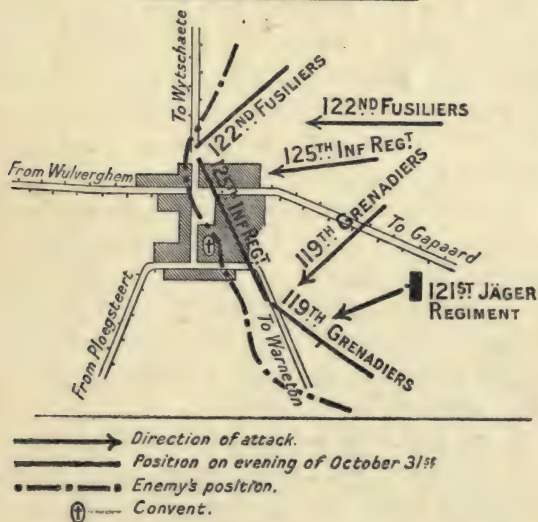 To Wytschaete
122ND FUSILIERS
122ND FUSILIERS
125TH INF REGT
From Wulverghem
125TH INF REGT
119TH GRENADIERS
To Gapaard
121ST JÄGER
REGIMENT
119TH GRENADIERS
From Ploegsteert
To Warneton
Direction of attack.
Position on evening of October 31st
Enemy's position.
Convent.